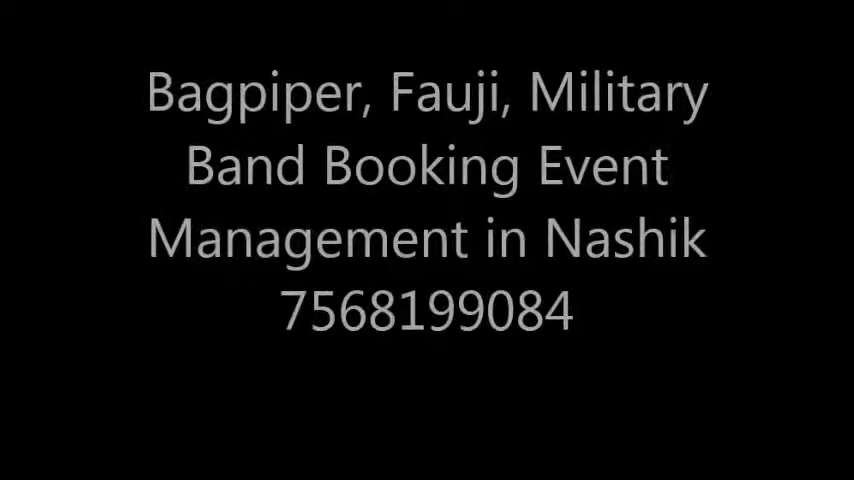 Bagpiper, Fauji, Military
Band Booking Event
Management in Nashik
7568199084